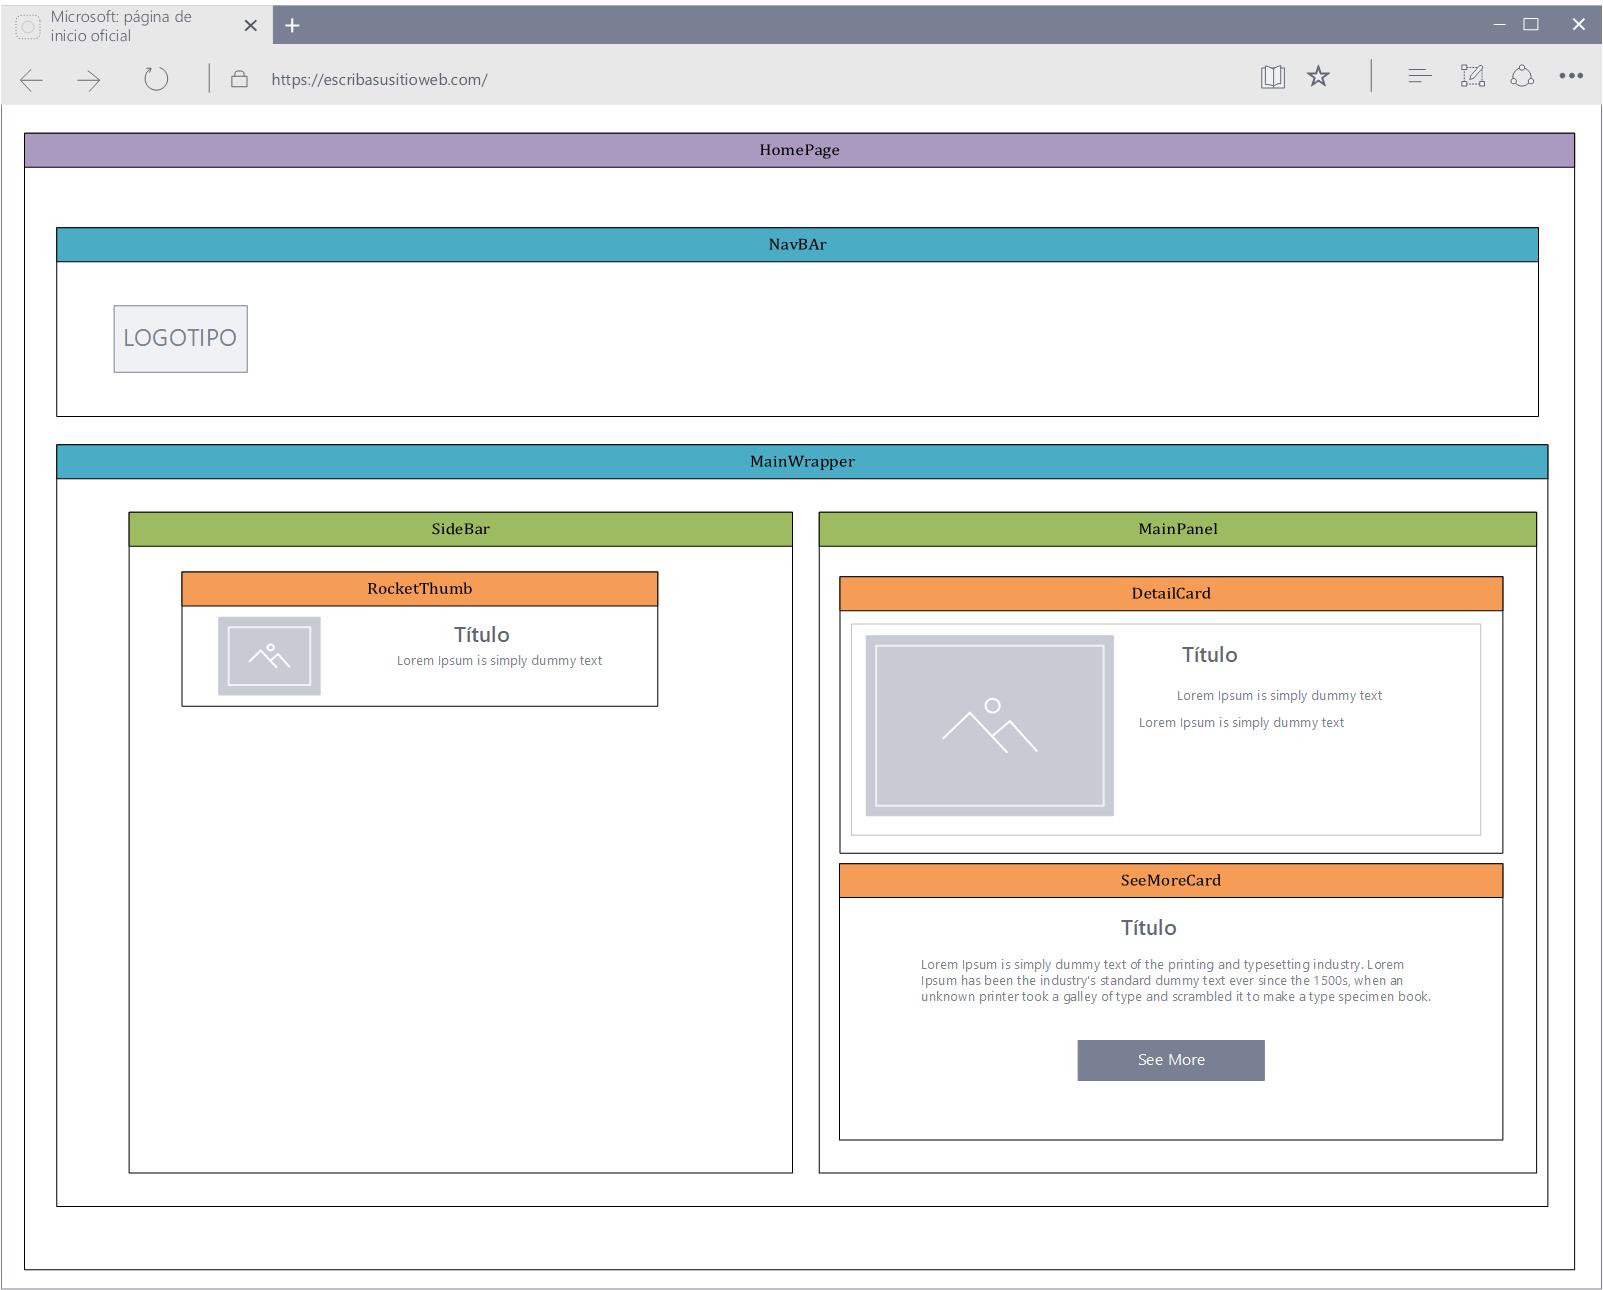 Microsoft: página de
inicio oficial
https://escribasusitioweb.com/
HomePage
NavBAr
LOGOTIPO
MainWrapper
SideBar
RocketThumb
Título
Lorem Ipsum is simply dummy text
MainPanel
DetailCard
Título
Lorem Ipsum is simply dummy text
Lorem Ipsum is simply dummy text
SeeMoreCard
Título
Lorem Ipsum is simply dummy text of the printing and typesetting industry. Lorem
Ipsum has been the industry's standard dummy text ever since the 1500s, when an
unknown printer took a galley of type and scrambled it to make a type specimen book.
See More